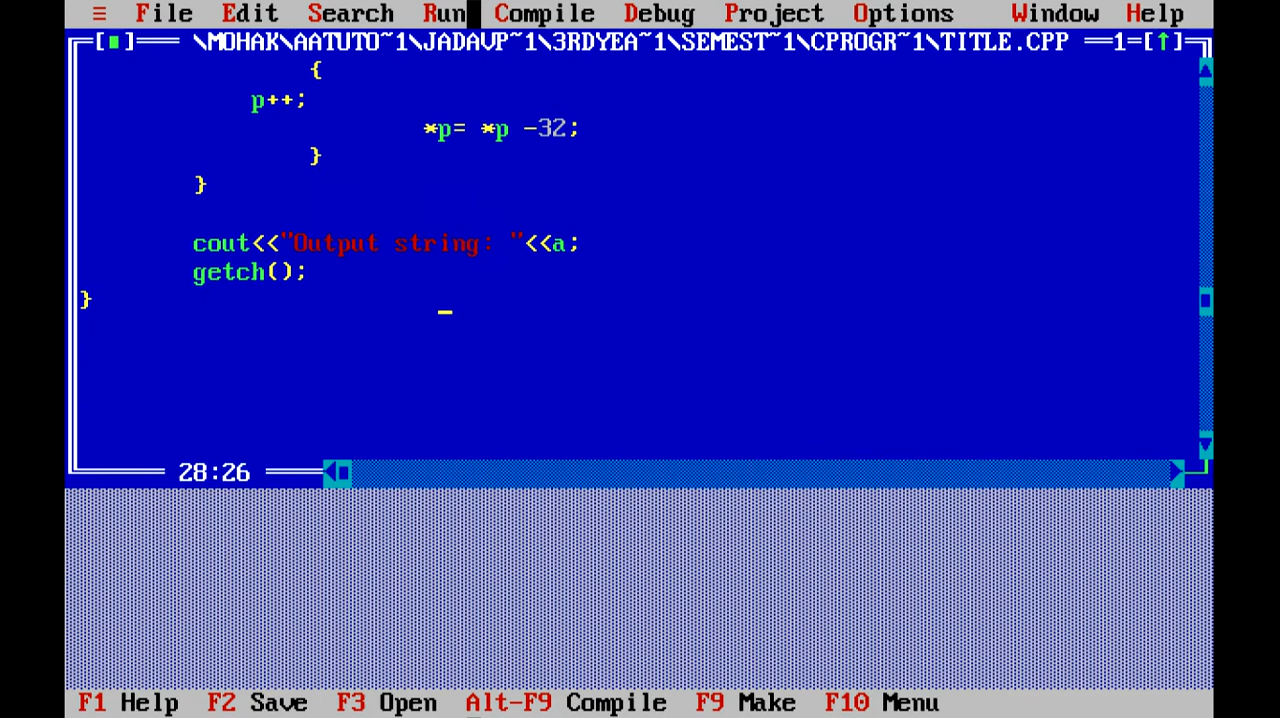 ≡ File Edit Search Run Compile Debug Project Options Window Help
[■] \MOHAK\AATUTO~1\JADAVP~1\3RDYEA~1\SEMEST~1\CPROGR~1\TITLE.CPP 1=[↑]
{
p++;
*p= *p -32;
}
}
cout<<"Output string: "<<a;
getch();
}
28:26
F1 Help F2 Save F3 Open Alt-F9 Compile F9 Make F10 Menu